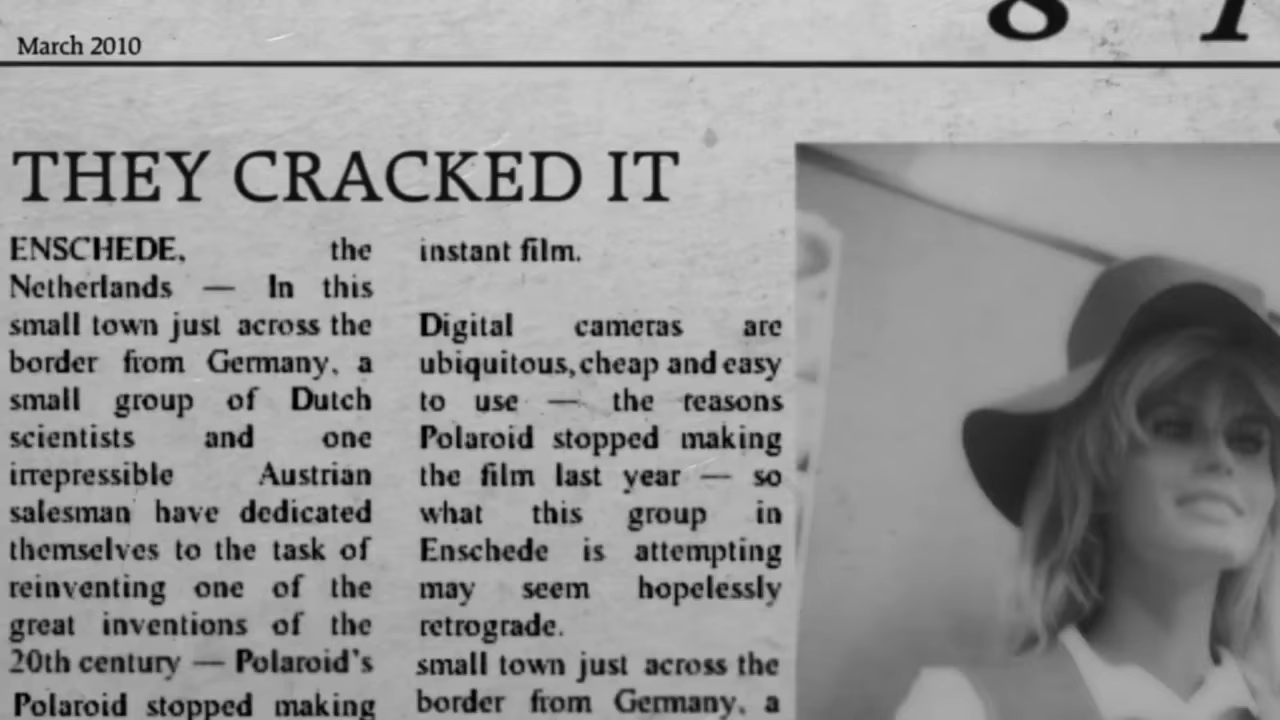 March 2010
THEY CRACKED IT
ENSCHEDE, the
Netherlands — In this
small town just across the
border from Germany, a
small group of Dutch
scientists and one
irrepressible Austrian
salesman have dedicated
themselves to the task of
reinventing one of the
great inventions of the
20th century — Polaroid's
Polaroid stopped making
instant film.
Digital cameras are
ubiquitous, cheap and easy
to use — the reasons
Polaroid stopped making
the film last year — so
what this group in
Enschede is attempting
may seem hopelessly
retrograde.
small town just across the
border from Germany, a